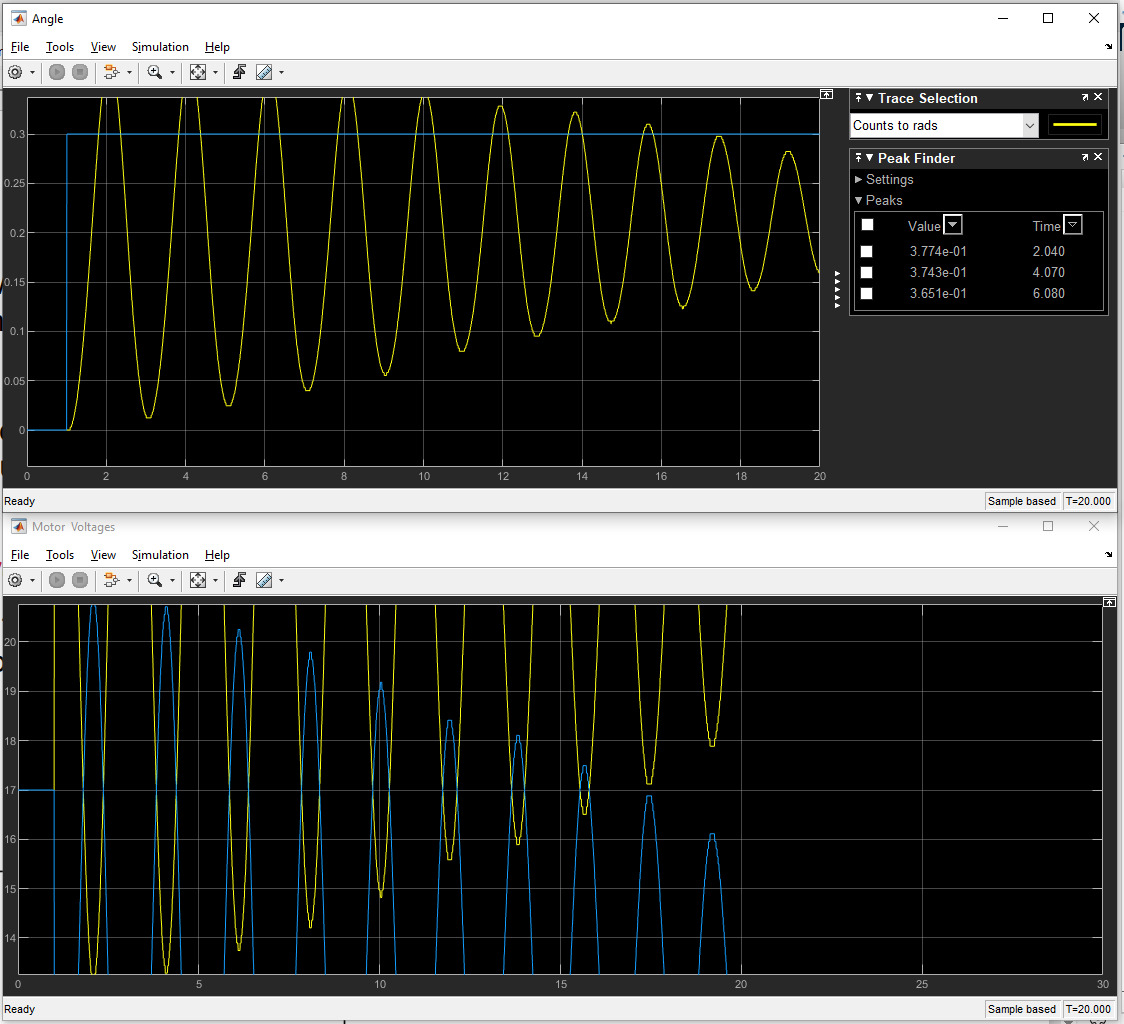 Angle
File Tools View Simulation Help
Trace Selection
Counts to rads
Peak Finder
Settings
Peaks
Value Time
3.774e-01 2.040
3.743e-01 4.070
3.651e-01 6.080
0.3
0.25
0.2
0.15
0.1
0.05
0
0 2 4 6 8 10 12 14 16 18 20
Ready Sample based T=20.000
Motor Voltages
File Tools View Simulation Help
20
19
18
17
16
15
14
0 5 10 15 20 25 30
Ready Sample based T=20.000